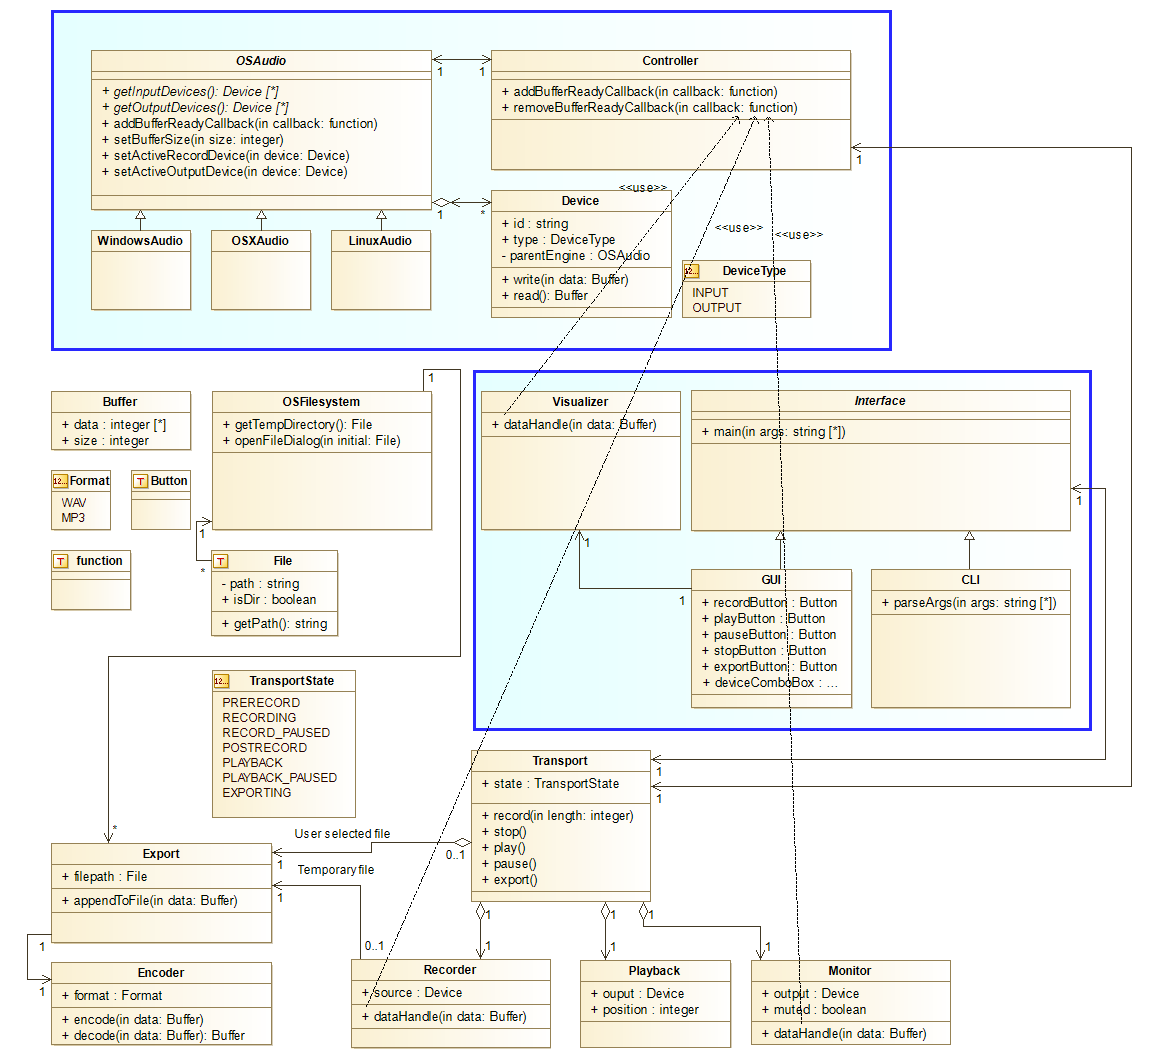 OSAudio
+ getInputDevices(): Device [*]
+ getOutputDevices(): Device [*]
+ addBufferReadyCallback(in callback: function)
+ setBufferSize(in size: integer)
+ setActiveRecordDevice(in device: Device)
+ setActiveOutputDevice(in device: Device)
1
1
Controller
+ addBufferReadyCallback(in callback: function)
+ removeBufferReadyCallback(in callback: function)
1
1
*
<<use>>
<<use>>
<<use>>
WindowsAudio
OSXAudio
LinuxAudio
Device
+ id : string
+ type : DeviceType
- parentEngine : OSAudio
+ write(in data: Buffer)
+ read(): Buffer
DeviceType
INPUT
OUTPUT
Buffer
+ data : integer [*]
+ size : integer
OSFilesystem
+ getTempDirectory(): File
+ openFileDialog(in initial: File)
1
Format
WAV
MP3
Button
function
1
*
File
- path : string
+ isDir : boolean
+ getPath(): string
Visualizer
+ dataHandle(in data: Buffer)
Interface
+ main(in args: string [*])
1
1
1
GUI
+ recordButton : Button
+ playButton : Button
+ pauseButton : Button
+ stopButton : Button
+ exportButton : Button
+ deviceComboBox : ...
CLI
+ parseArgs(in args: string [*])
TransportState
PRERECORD
RECORDING
RECORD_PAUSED
POSTRECORD
PLAYBACK
PLAYBACK_PAUSED
EXPORTING
Transport
+ state : TransportState
+ record(in length: integer)
+ stop()
+ play()
+ pause()
+ export()
1
1
*
User selected file
0..1
1
Temporary file
1
0..1
Export
+ filepath : File
+ appendToFile(in data: Buffer)
1
1
Encoder
+ format : Format
+ encode(in data: Buffer)
+ decode(in data: Buffer): Buffer
1
1
1
1
1
1
Recorder
+ source : Device
+ dataHandle(in data: Buffer)
Playback
+ ouput : Device
+ position : integer
Monitor
+ output : Device
+ muted : boolean
+ dataHandle(in data: Buffer)